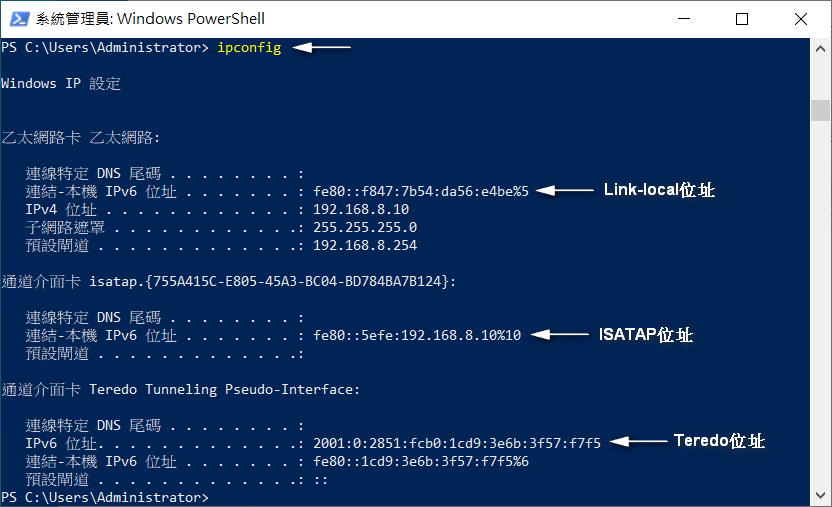 系統管理員: Windows PowerShell
PS C:\Users\Administrator> ipconfig
Windows IP 設定
乙太網路卡 乙太網路:
連線特定 DNS 尾碼 . . . . . . . . :
連結-本機 IPv6 位址 . . . . . . . : fe80::f847:7b54:da56:e4be%5 Link-local位址
IPv4 位址 . . . . . . . . . . . . : 192.168.8.10
子網路遮罩 . . . . . . . . . . . .: 255.255.255.0
預設閘道 . . . . . . . . . . . . .: 192.168.8.254
通道介面卡 isatap.{755A415C-E805-45A3-BC04-BD784BA7B124}:
連線特定 DNS 尾碼 . . . . . . . . :
連結-本機 IPv6 位址 . . . . . . . : fe80::5efe:192.168.8.10%10 ISATAP位址
預設閘道 . . . . . . . . . . . . .:
通道介面卡 Teredo Tunneling Pseudo-Interface:
連線特定 DNS 尾碼 . . . . . . . . :
IPv6 位址. . . . . . . . . . . . .: 2001:0:2851:fcb0:1cd9:3e6b:3f57:f7f5 Teredo位址
連結-本機 IPv6 位址 . . . . . . . : fe80::1cd9:3e6b:3f57:f7f5%6
預設閘道 . . . . . . . . . . . . .: ::
PS C:\Users\Administrator>